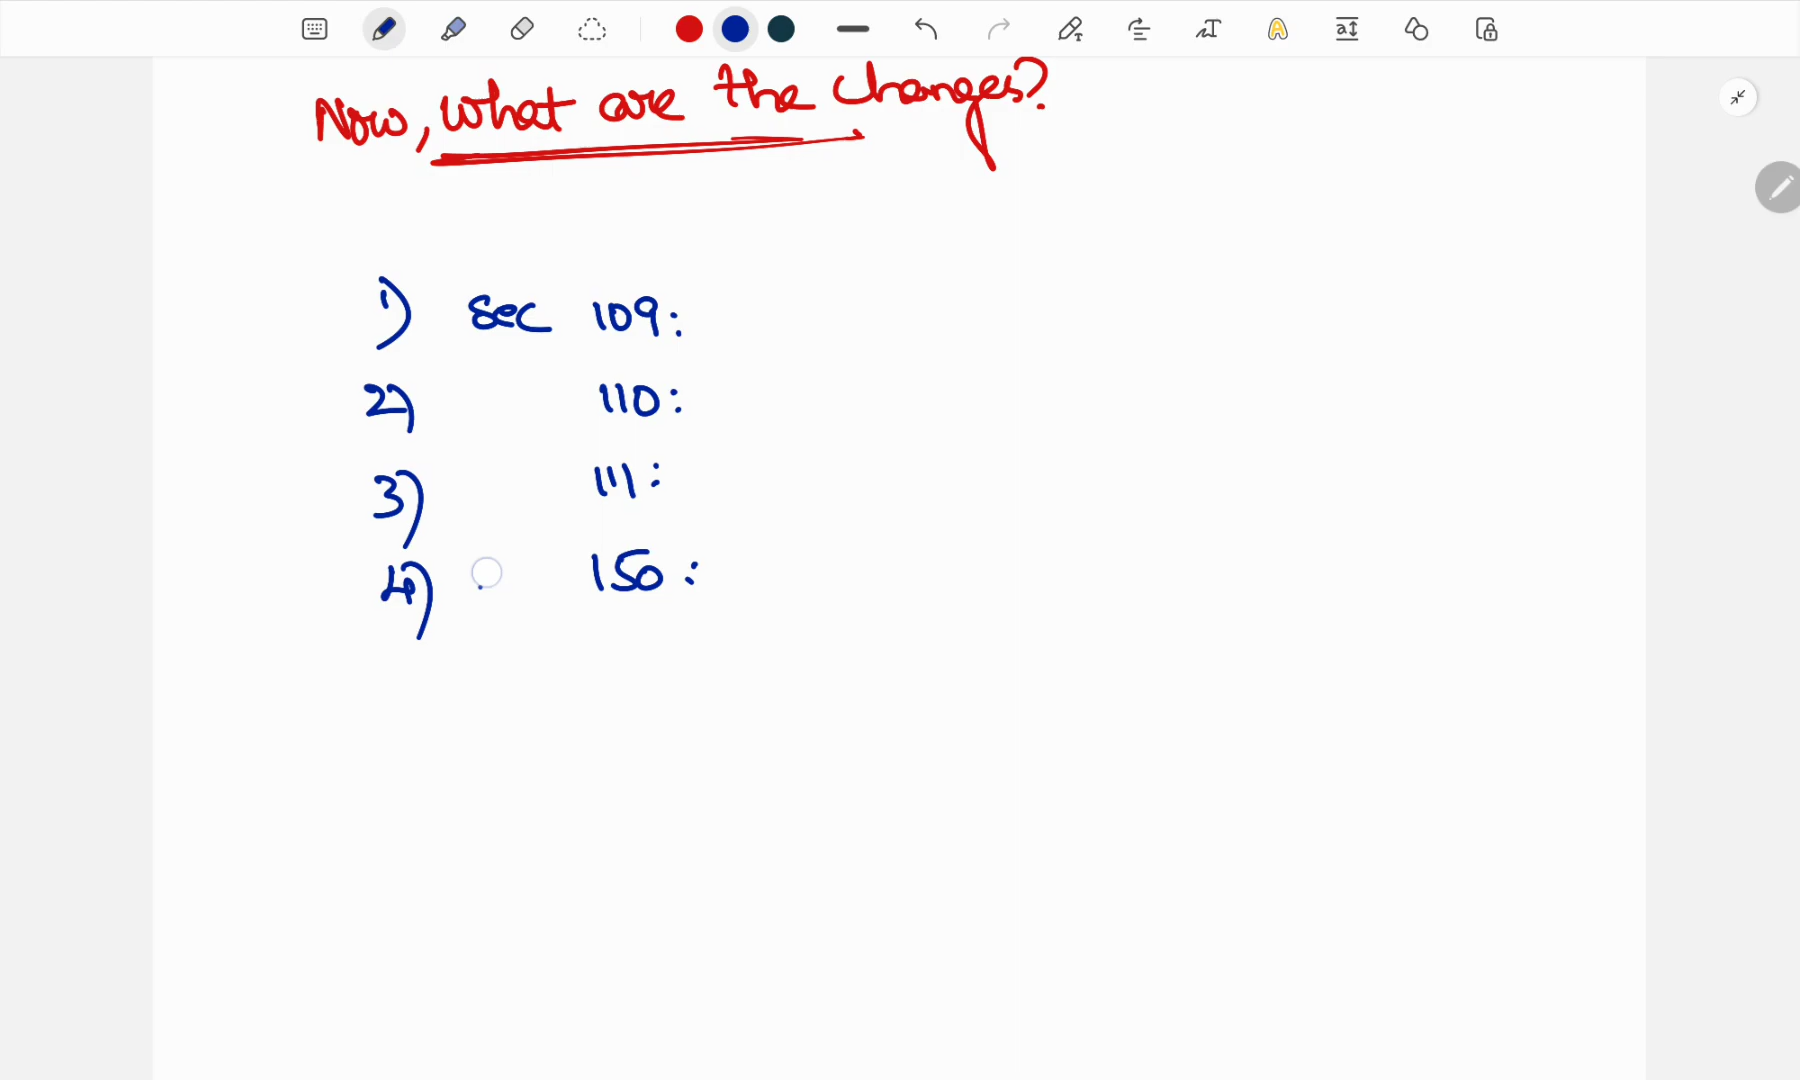 Now, what are the changes?
1) Sec 109:
2) 110:
3) 111:
4) 150: